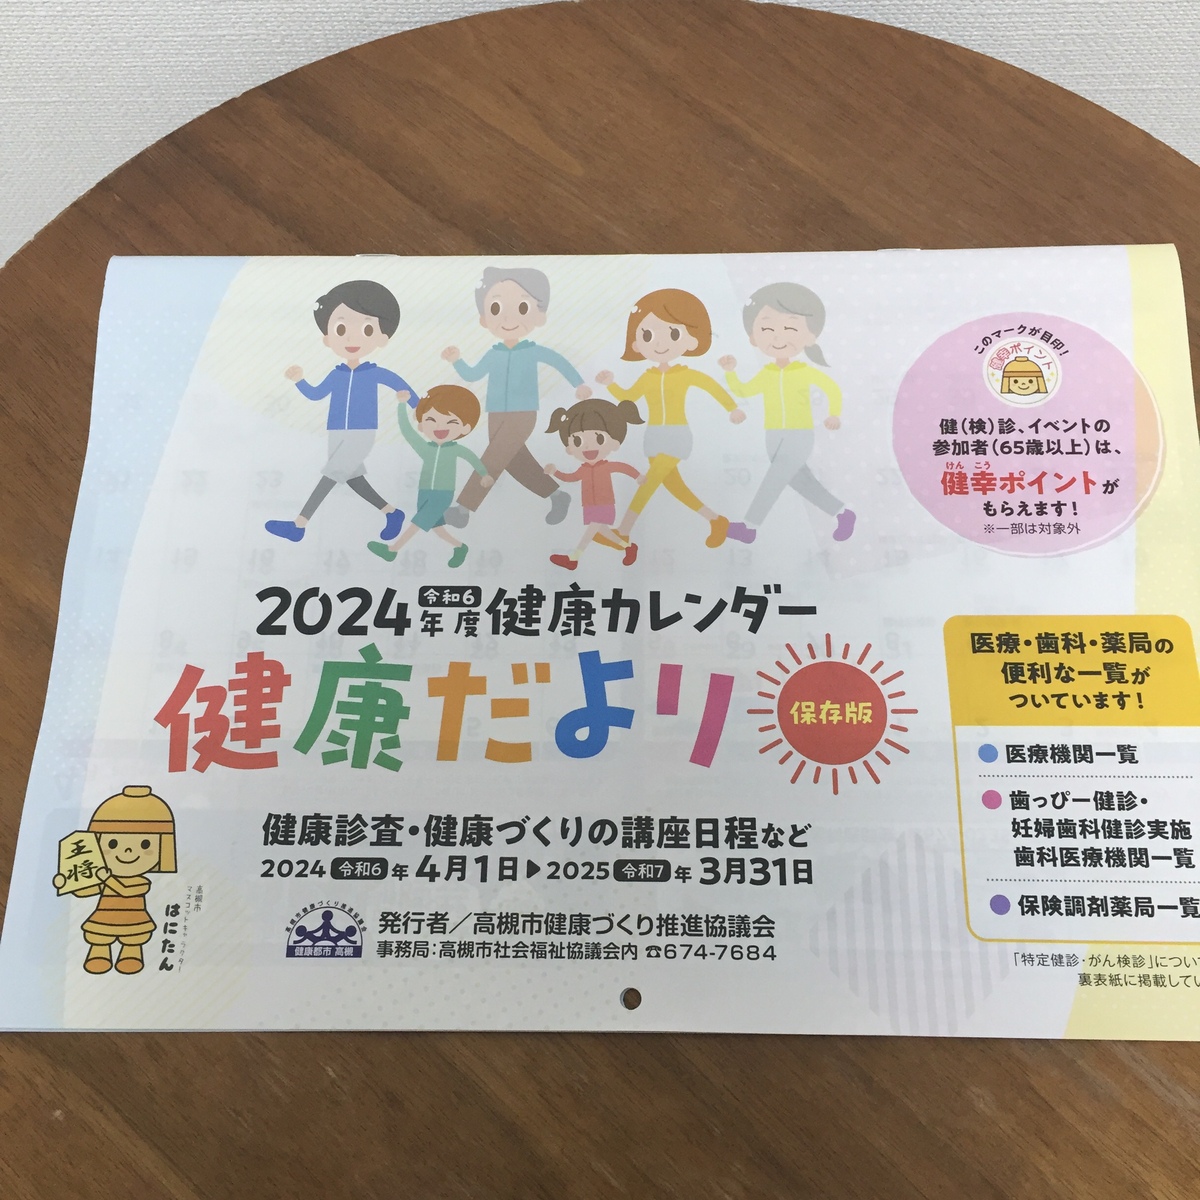 このマークが目印!
健幸ポイント
健(検)診、イベントの
参加者(65歳以上)は、
けん こう
健幸ポイントが
もらえます!
※一部は対象外
2024令和6年度健康カレンダー
健康だより
保存版
医療・歯科・薬局の
便利な一覧が
ついています!
医療機関一覧
歯っぴー健診・
妊婦歯科健診実施
歯科医療機関一覧
保険調剤薬局一覧
「特定健診・がん検診」につい
裏表紙に掲載してい
健康診査・健康づくりの講座日程など
2024令和6年4月1日▶2025令和7年3月31日
王将
高槻市
マスコットキャラクター
はにたん
高槻市健康づくり推進協議会
健康都市 高槻
発行者/高槻市健康づくり推進協議会
事務局:高槻市社会福祉協議会内 ☎674-7684